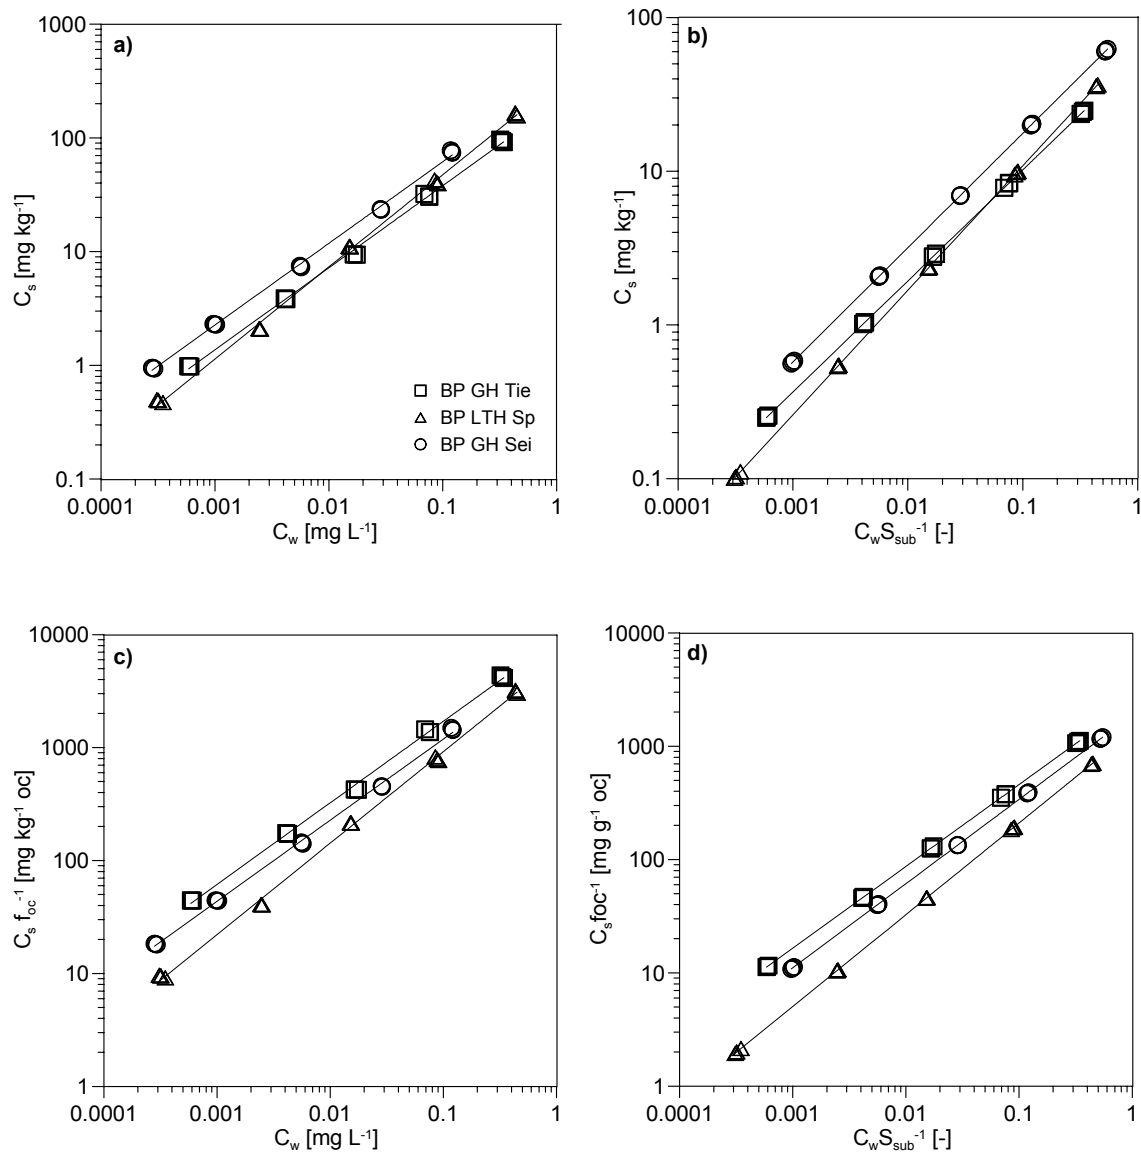 a)
1000
100
10
1
0.1
C_s [mg kg^-1]
0.0001 0.001 0.01 0.1 1
C_w [mg L^-1]
BP GH Tie
BP LTH Sp
BP GH Sei
b)
100
10
1
0.1
C_s [mg kg^-1]
0.0001 0.001 0.01 0.1 1
C_wS_sub^-1 [-]
c)
10000
1000
100
10
1
C_s f_oc^-1 [mg kg^-1 oc]
0.0001 0.001 0.01 0.1 1
C_w [mg L^-1]
d)
10000
1000
100
10
1
C_sfoc^-1 [mg g^-1 oc]
0.0001 0.001 0.01 0.1 1
C_wS_sub^-1 [-]